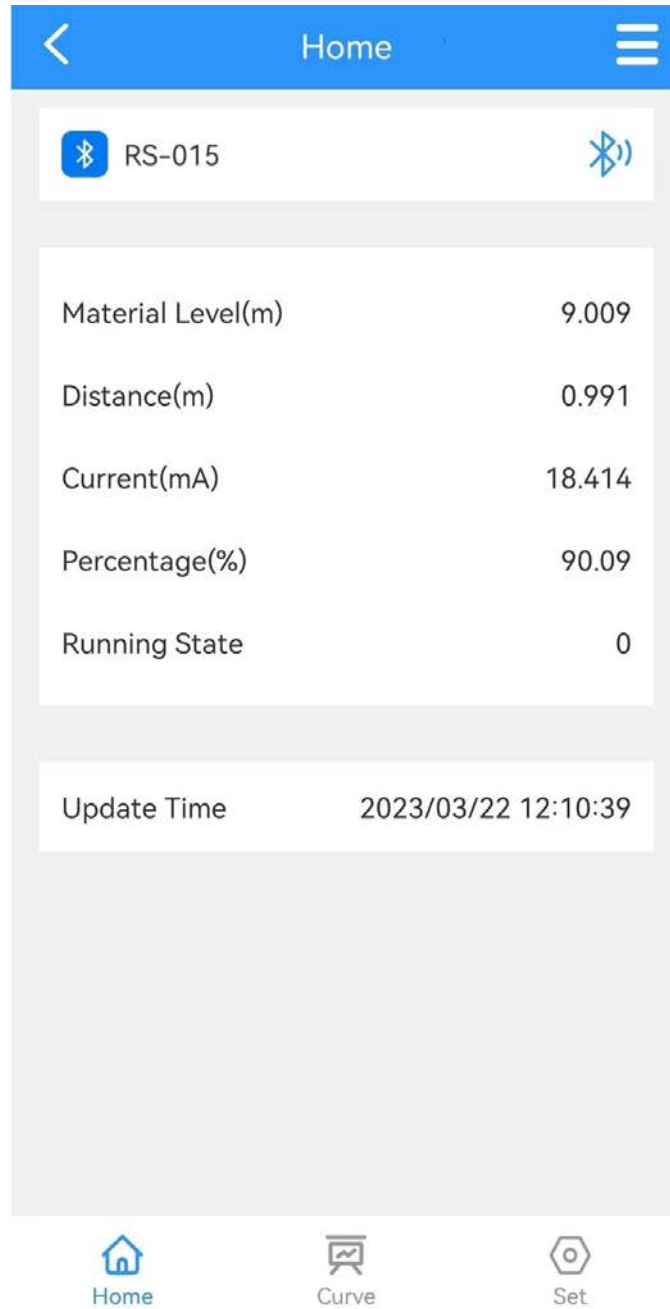 Home
RS-015
Material Level(m) 9.009
Distance(m) 0.991
Current(mA) 18.414
Percentage(%) 90.09
Running State 0
Update Time 2023/03/22 12:10:39
Home Curve Set